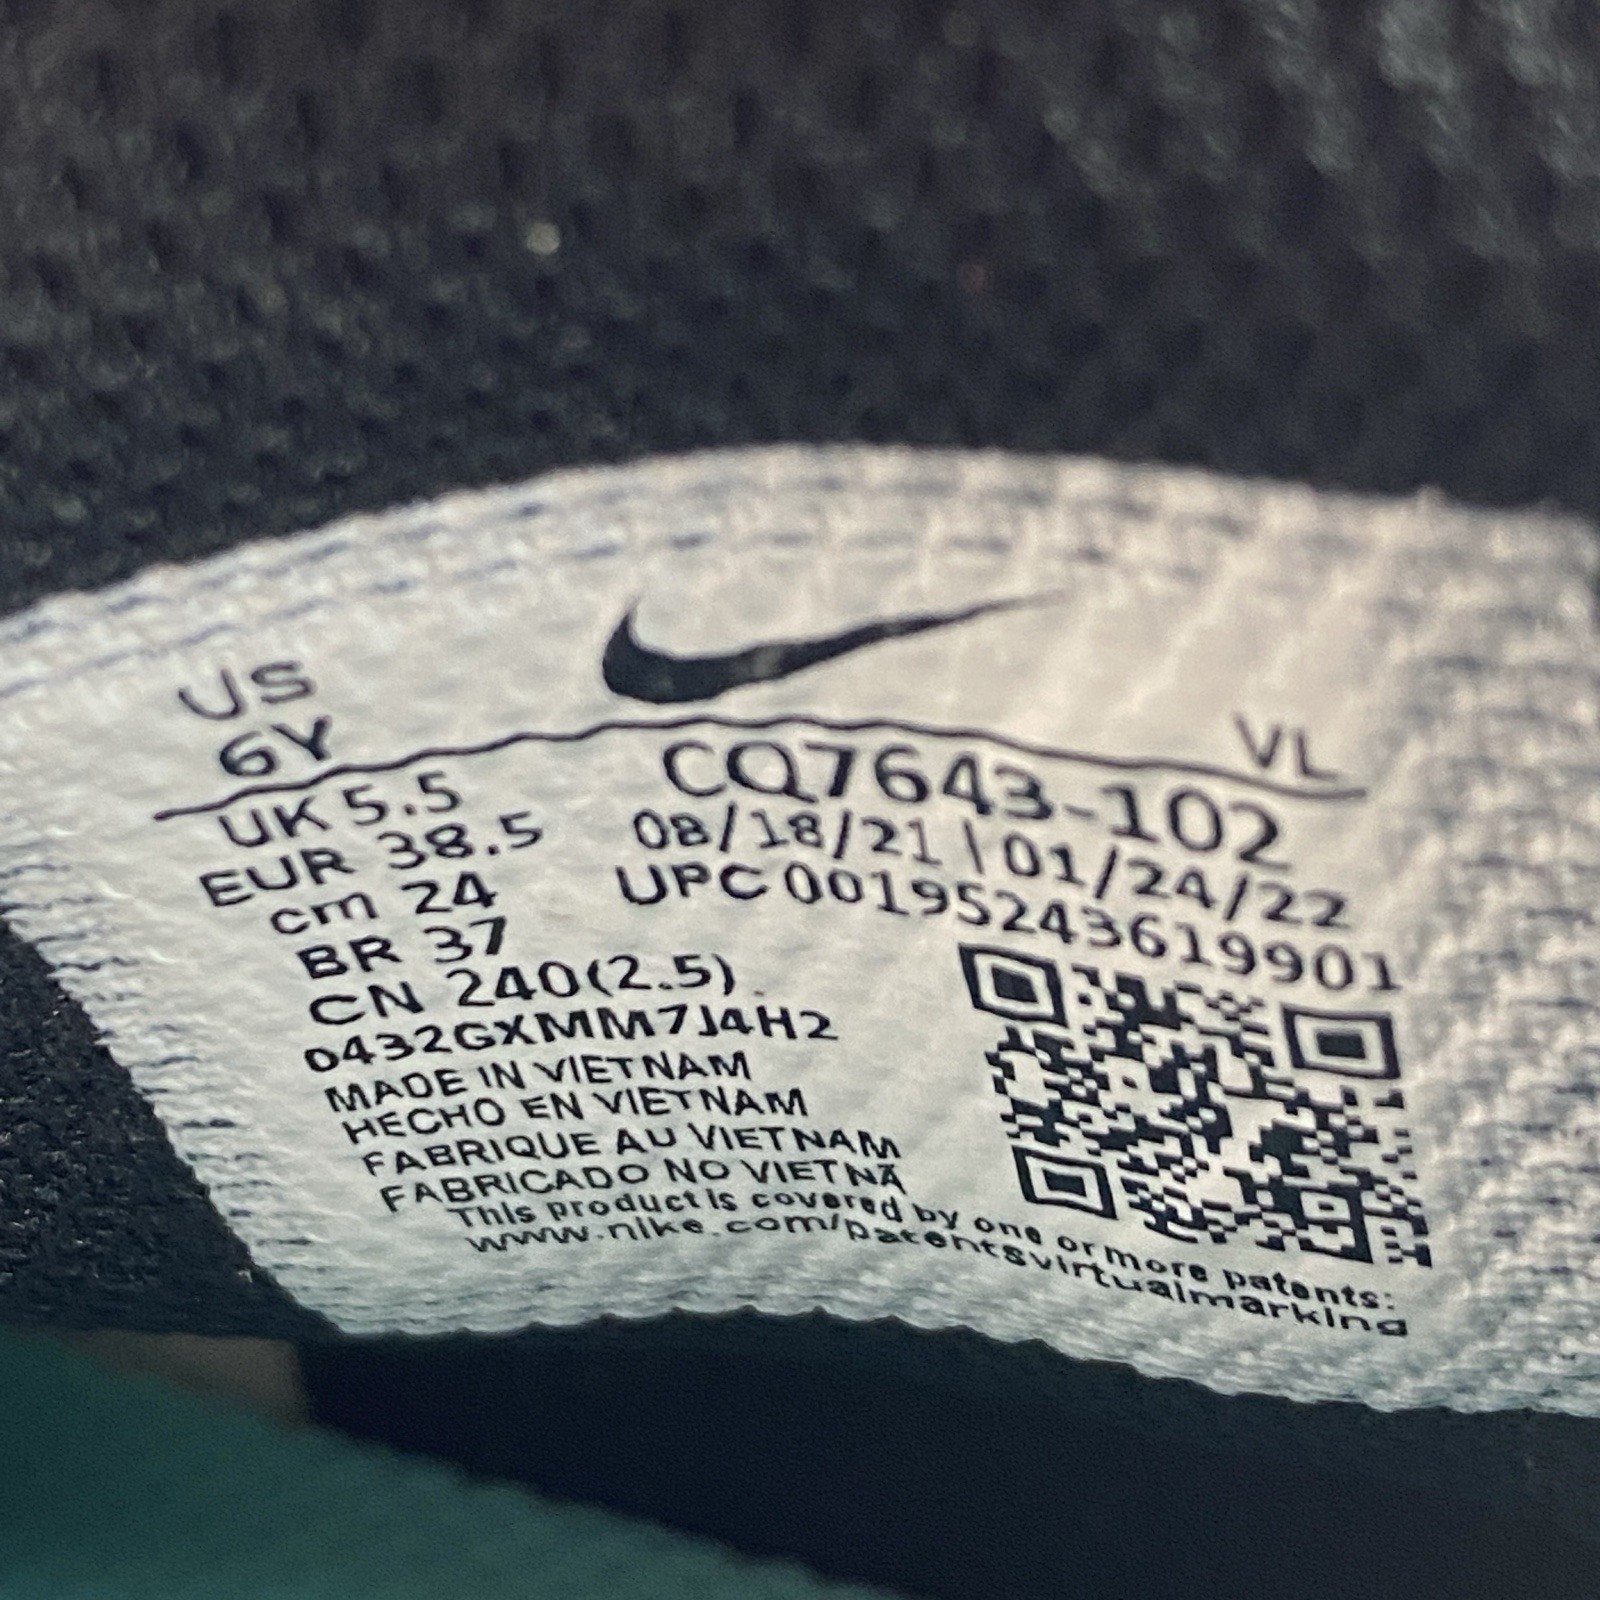 US
6Y
VL
UK 5.5
EUR 38.5
cm 24
BR 37
CN 240(2.5)
0432GXMM7J4H2
MADE IN VIETNAM
HECHO EN VIETNAM
FABRIQUE AU VIETNAM
FABRICADO NO VIETNÃ
CQ7643-102
08/18/21 | 01/24/22
UPC 00195243619901
This product is covered by one or more patents:
www.nike.com/patentsvirtualmarking